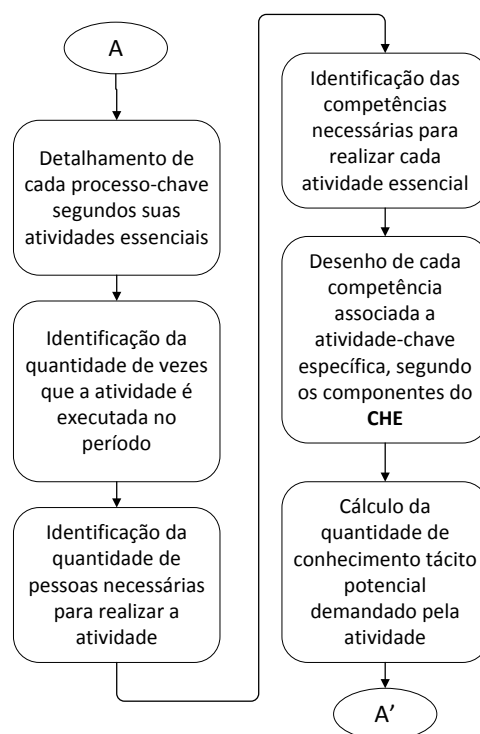 A
Detalhamento de
cada processo-chave
segundos suas
atividades essenciais
Identificação da
quantidade de vezes
que a atividade é
executada no
período
Identificação da
quantidade de
pessoas necessárias
para realizar a
atividade
Identificação das
competências
necessárias para
realizar cada
atividade essencial
Desenho de cada
competência
associada a
atividade-chave
específica, segundo
os componentes do
CHE
Cálculo da
quantidade de
conhecimento tácito
potencial
demandado pela
atividade
A'